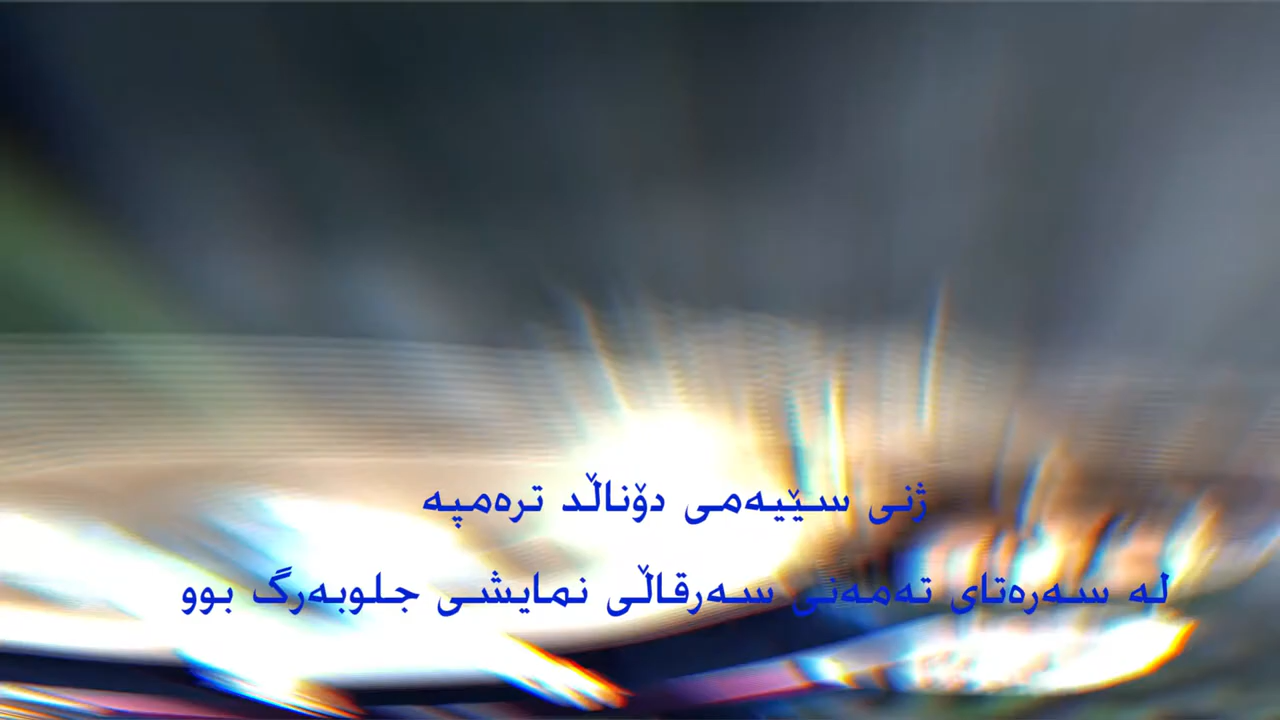 ژنی سێیەمی دۆناڵد ترەمپە
لە سەرەتای تەمەنی سەرقاڵی نمایشی جلوبەرگ بوو